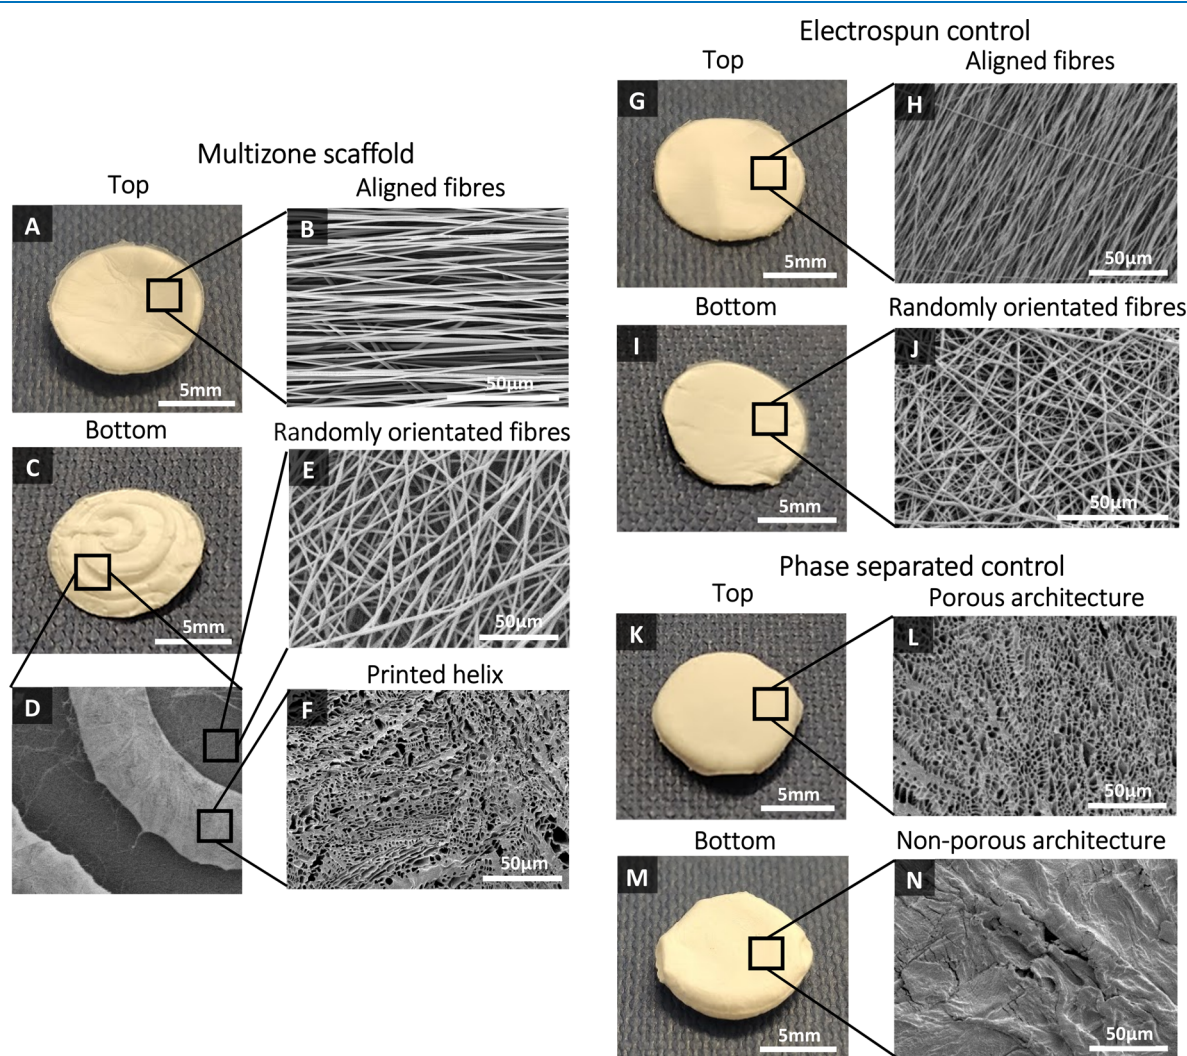 Multizone scaffold
Top
Aligned fibres
A
B
5mm
50µm
Bottom
Randomly orientated fibres
C
E
5mm
50µm
Printed helix
D
F
50µm
Electrospun control
Top
Aligned fibres
G
H
5mm
50µm
Bottom
Randomly orientated fibres
I
J
5mm
50µm
Phase separated control
Top
Porous architecture
K
L
5mm
50µm
Bottom
Non-porous architecture
M
N
5mm
50µm